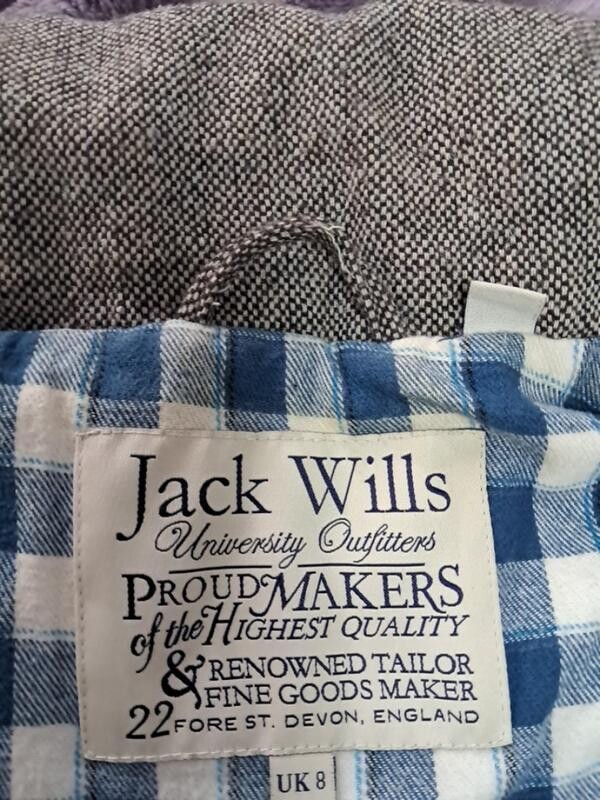 Jack Wills
University Outfitters
PROUD MAKERS
of the HIGHEST QUALITY
& RENOWNED TAILOR
FINE GOODS MAKER
22 FORE ST. DEVON, ENGLAND
UK 8